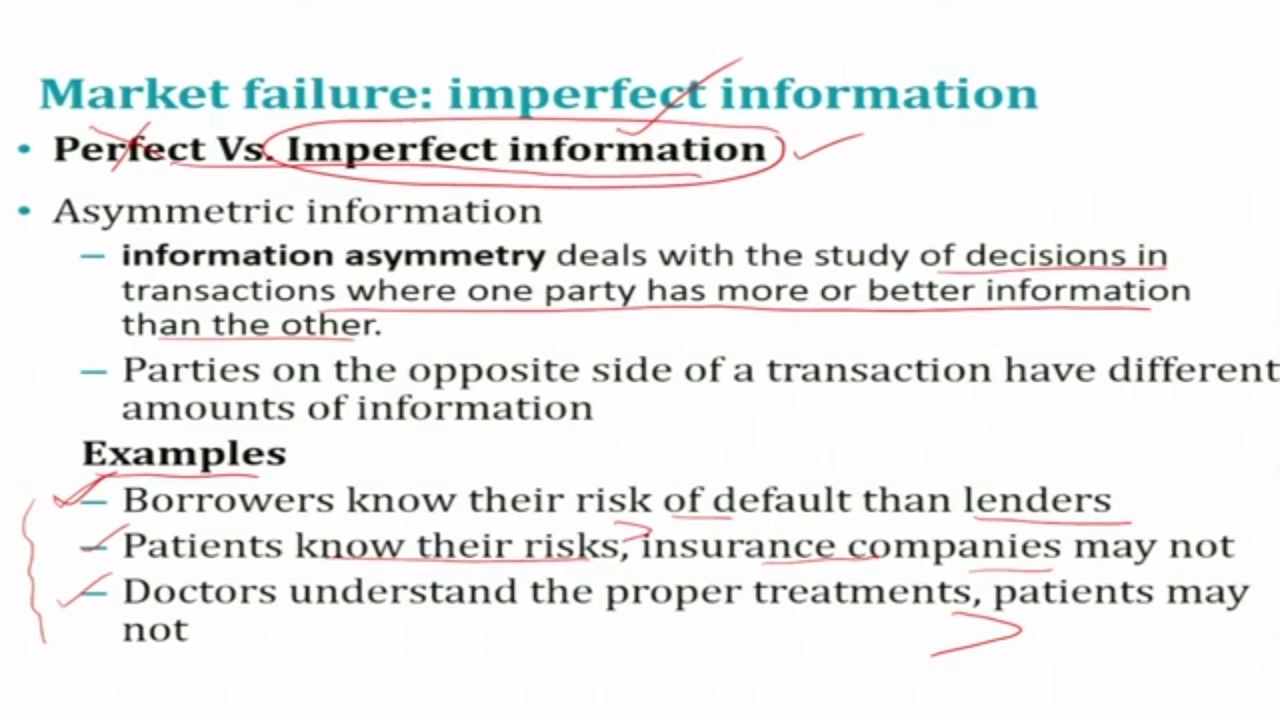 Market failure: imperfect information
• Perfect Vs. Imperfect information
• Asymmetric information
– information asymmetry deals with the study of decisions in
transactions where one party has more or better information
than the other.
– Parties on the opposite side of a transaction have different
amounts of information
Examples
– Borrowers know their risk of default than lenders
– Patients know their risks, insurance companies may not
– Doctors understand the proper treatments, patients may
not